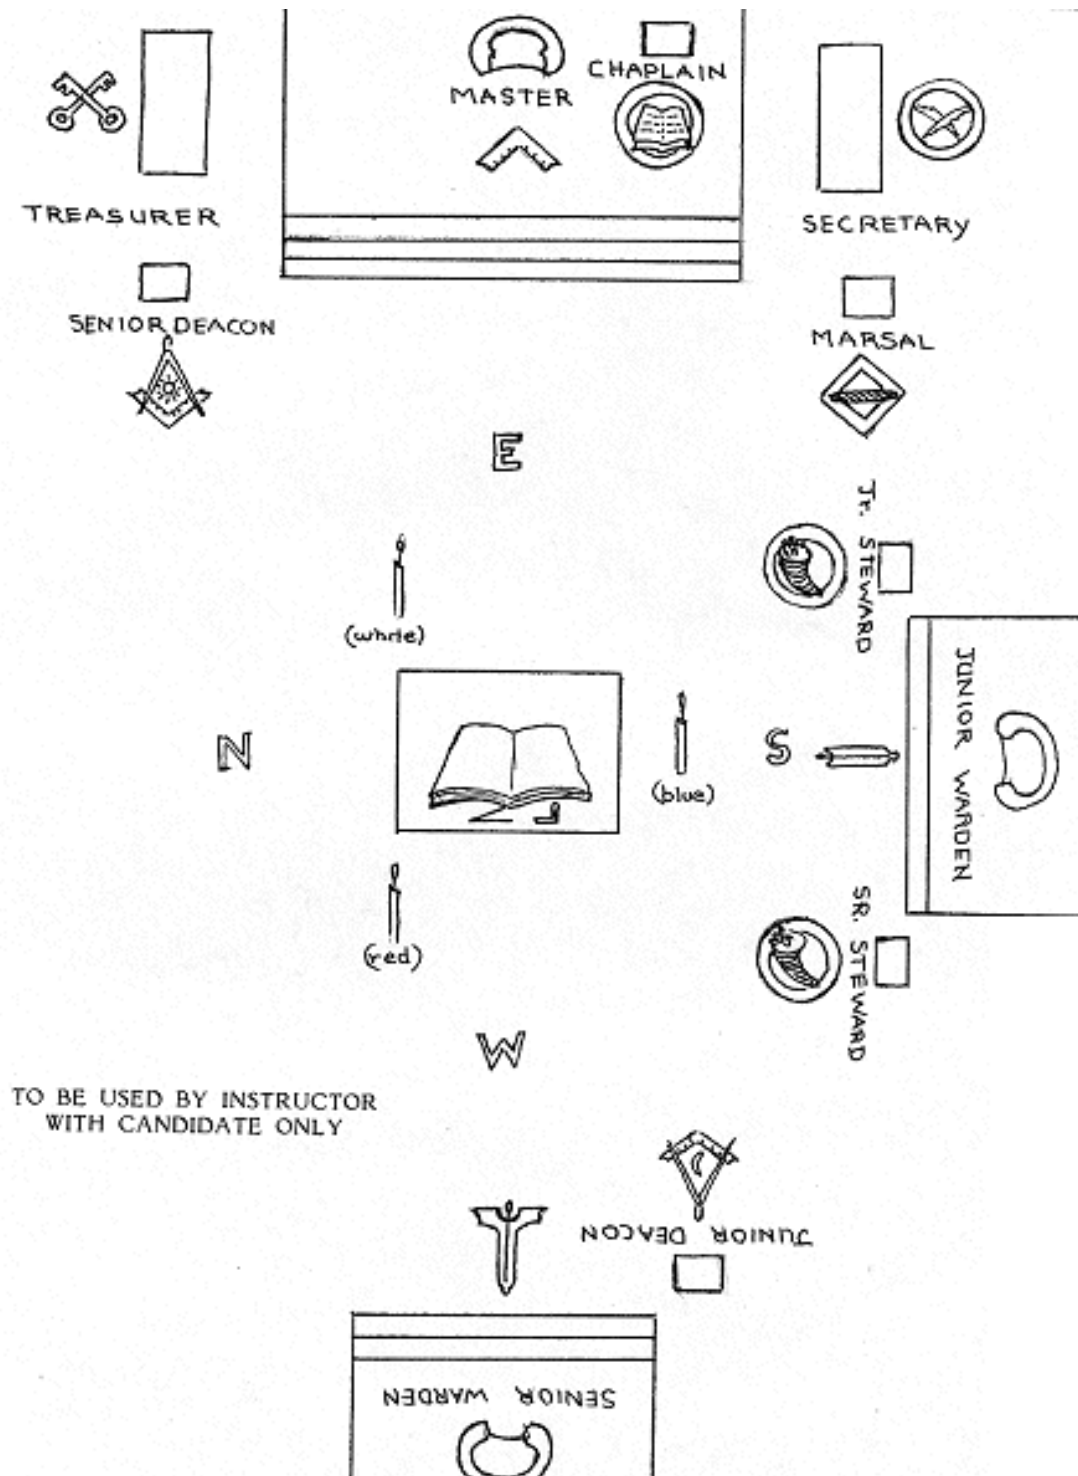 CHAPLAIN
MASTER
TREASURER
SECRETARY
SENIOR DEACON
MARSAL
E
Jr. STEWARD
(white)
JUNIOR WARDEN
N
S
(blue)
SR. STEWARD
(red)
W
TO BE USED BY INSTRUCTOR
WITH CANDIDATE ONLY
JUNIOR DEACON
SENIOR WARDEN